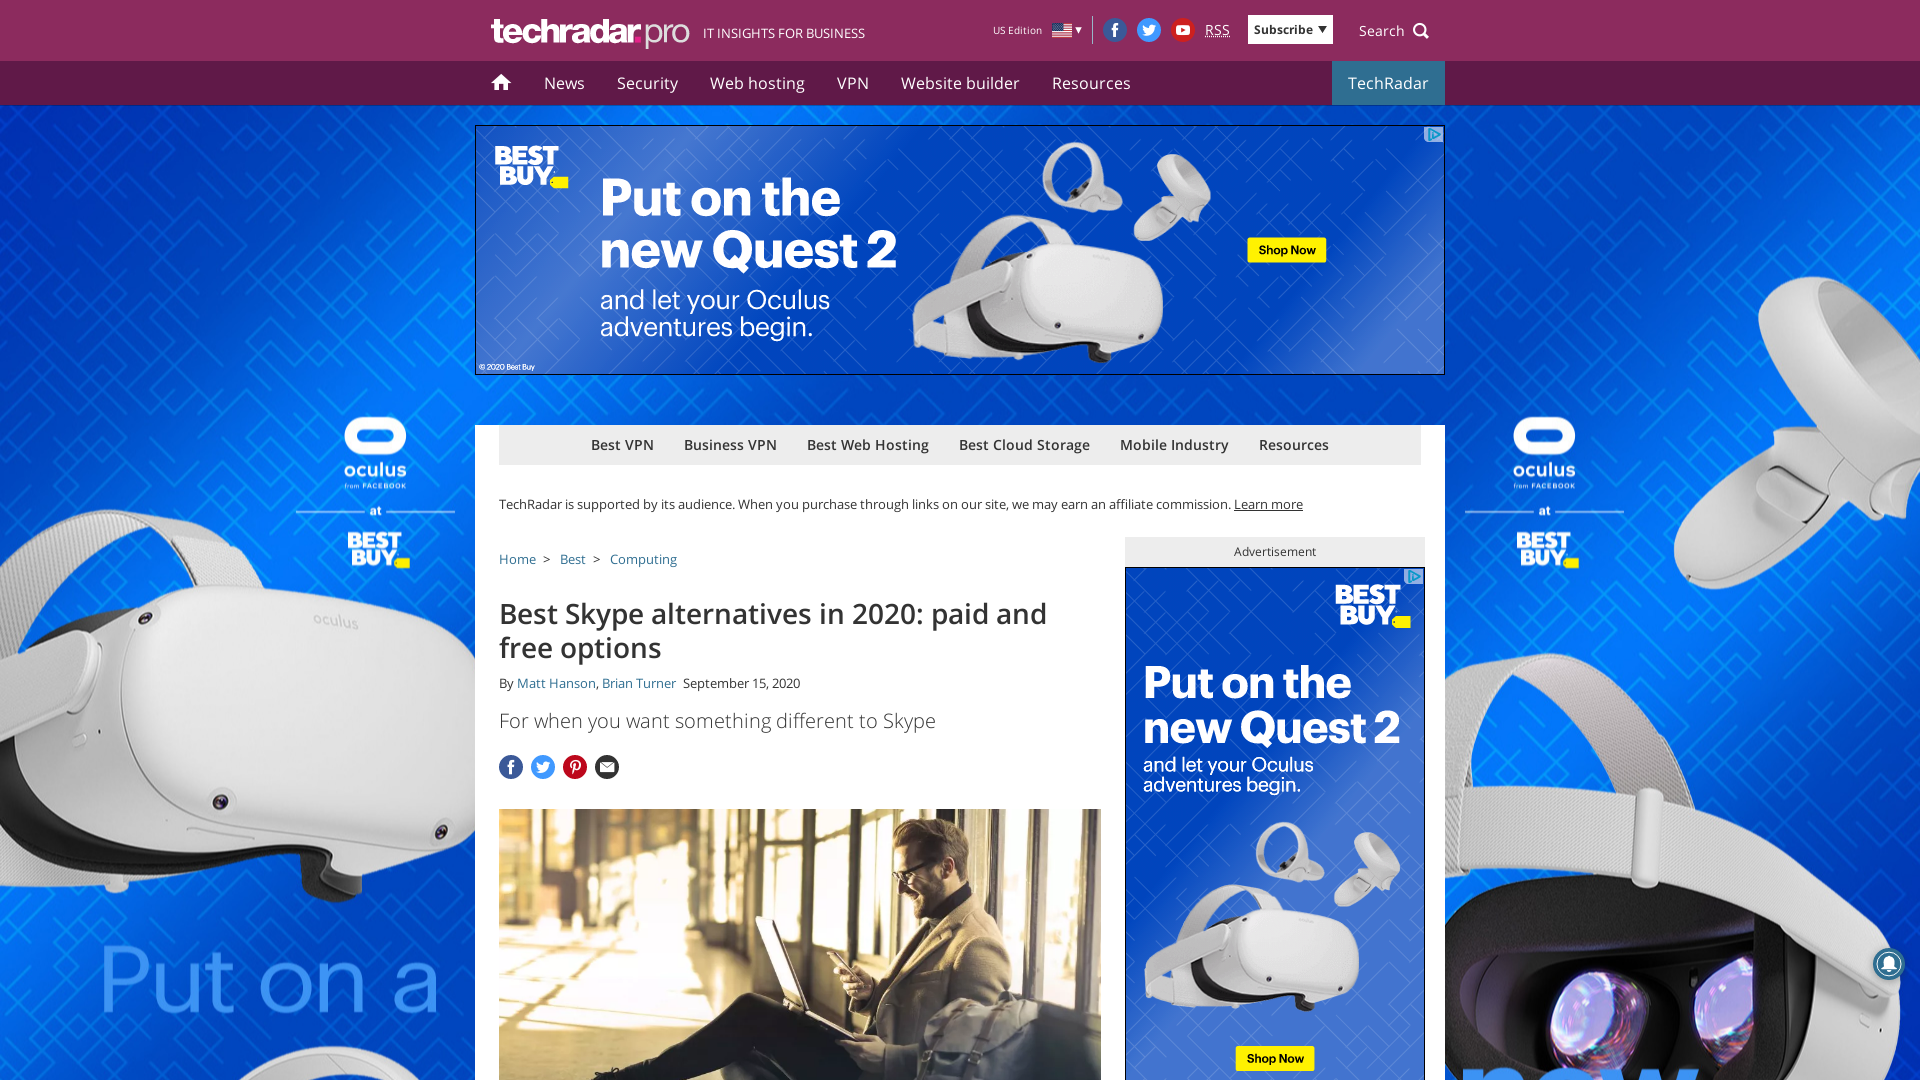 techradar.pro IT INSIGHTS FOR BUSINESS
US Edition
RSS
Subscribe
Search
News Security Web hosting VPN Website builder Resources TechRadar
BEST BUY
Put on the
new Quest 2
and let your Oculus
adventures begin.
Shop Now
© 2020 Best Buy
Best VPN Business VPN Best Web Hosting Best Cloud Storage Mobile Industry Resources
TechRadar is supported by its audience. When you purchase through links on our site, we may earn an affiliate commission. Learn more
Home > Best > Computing
Best Skype alternatives in 2020: paid and
free options
By Matt Hanson, Brian Turner September 15, 2020
For when you want something different to Skype
Advertisement
BEST BUY
Put on the
new Quest 2
and let your Oculus
adventures begin.
Shop Now
oculus
from FACEBOOK
at
BEST BUY
oculus
Put on a
oculus
from FACEBOOK
at
BEST BUY
new